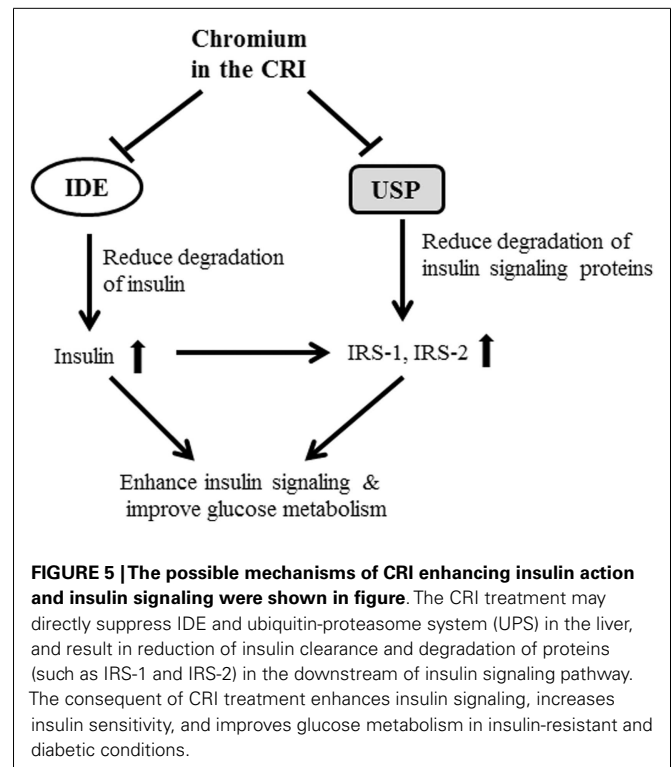 Chromium
in the CRI
IDE
USP
Reduce degradation
of insulin
Reduce degradation of
insulin signaling proteins
Insulin
IRS-1, IRS-2
Enhance insulin signaling &
improve glucose metabolism
FIGURE 5 | The possible mechanisms of CRI enhancing insulin action
and insulin signaling were shown in figure. The CRI treatment may
directly suppress IDE and ubiquitin-proteasome system (UPS) in the liver,
and result in reduction of insulin clearance and degradation of proteins
(such as IRS-1 and IRS-2) in the downstream of insulin signaling pathway.
The consequent of CRI treatment enhances insulin signaling, increases
insulin sensitivity, and improves glucose metabolism in insulin-resistant and
diabetic conditions.